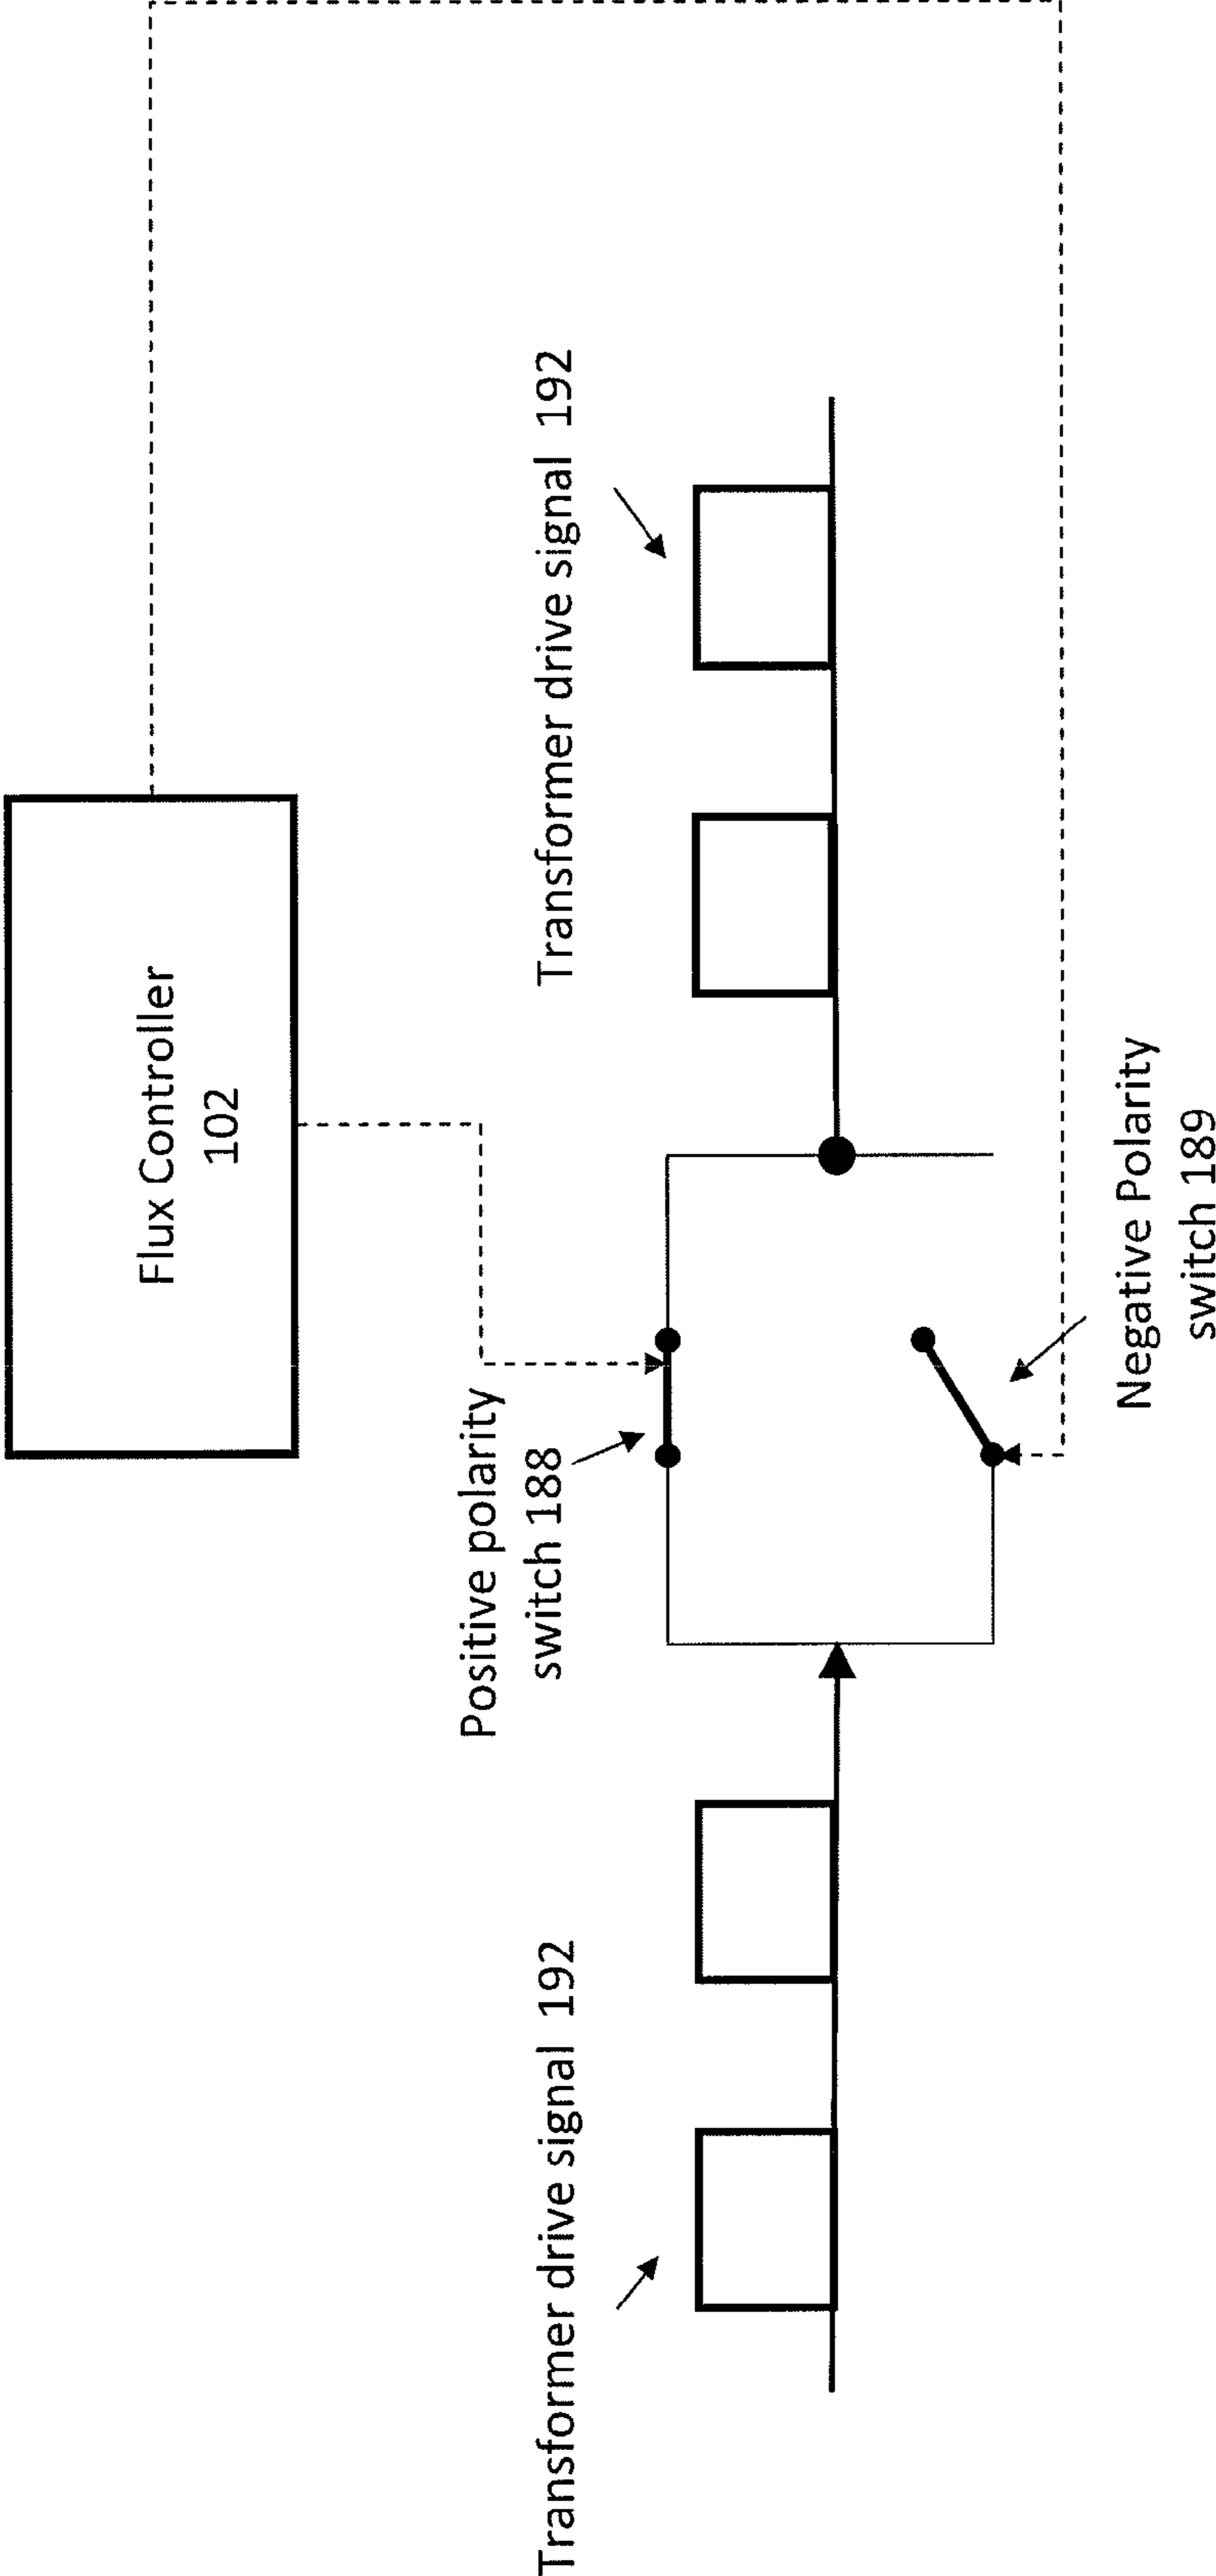 Flux Controller
102
Positive polarity
switch 188
Transformer drive signal 192
Transformer drive signal 192
Negative Polarity
switch 189